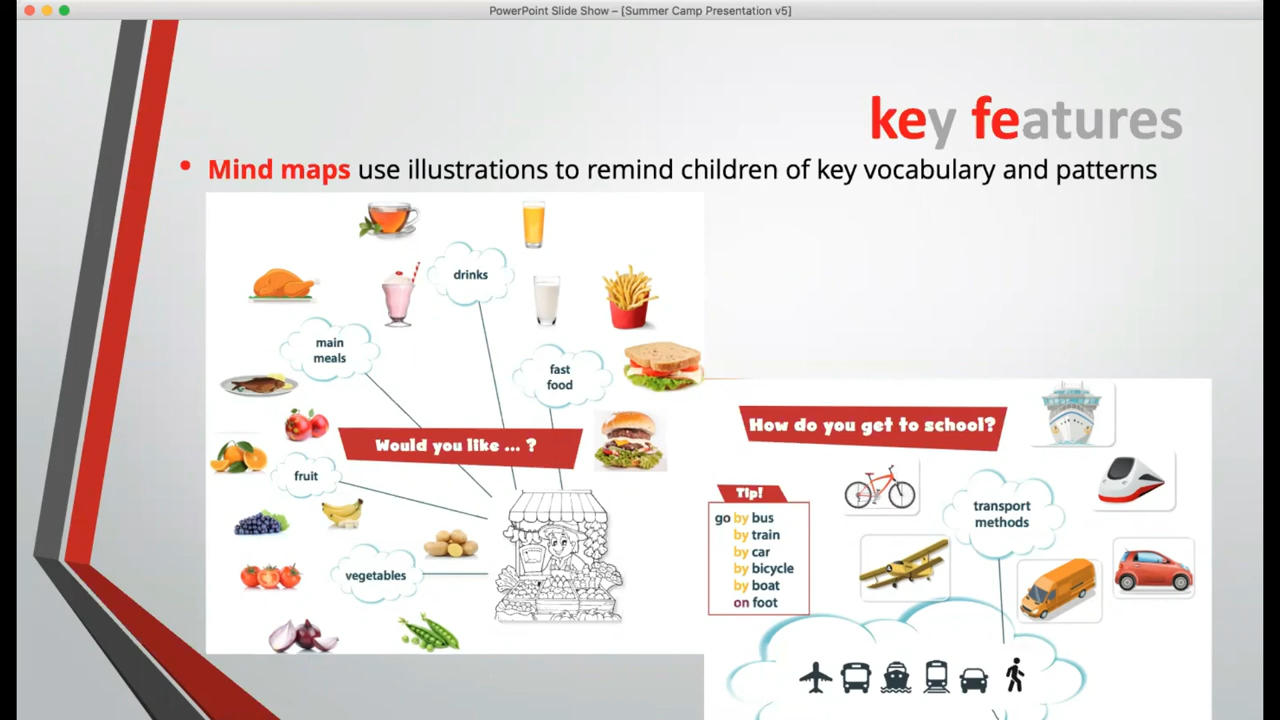 PowerPoint Slide Show – [Summer Camp Presentation v5]
key features
• Mind maps use illustrations to remind children of key vocabulary and patterns
drinks
main
meals
fast
food
Would you like ... ?
fruit
vegetables
How do you get to school?
Tip!
go by bus
by train
by car
by bicycle
by boat
on foot
transport
methods